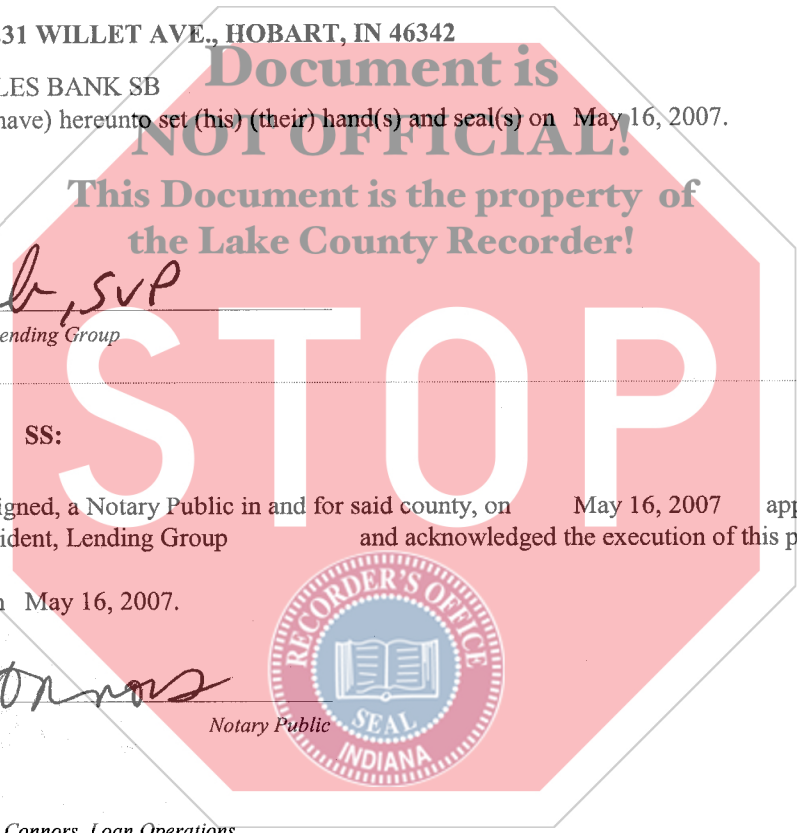 231 WILLET AVE., HOBART, IN 46342
Document is
LES BANK SB
have) hereunto set (his) (their) hand(s) and seal(s) on May 16, 2007.
NOT OFFICIAL!
This Document is the property of
the Lake County Recorder!
, SVP
ending Group
STOP
SS:
igned, a Notary Public in and for said county, on May 16, 2007 app
ident, Lending Group and acknowledged the execution of this p
May 16, 2007.
RECORDER'S OFFICE
SEAL
INDIANA
Onnors
Notary Public
Connors, Loan Operations